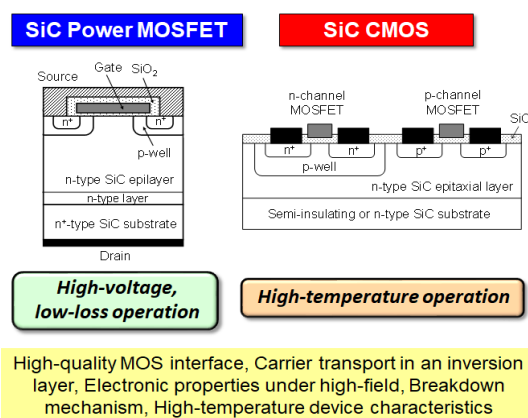 SiC Power MOSFET
SiC CMOS
Source
Gate
SiO2
n+
n+
p-well
n-type SiC epilayer
n-type layer
n+-type SiC substrate
Drain
n-channel
MOSFET
p-channel
MOSFET
SiO
n+
n+
p+
p+
p-well
n-type SiC epitaxial layer
Semi-insulating or n-type SiC substrate
High-voltage,
low-loss operation
High-temperature operation
High-quality MOS interface, Carrier transport in an inversion
layer, Electronic properties under high-field, Breakdown
mechanism, High-temperature device characteristics